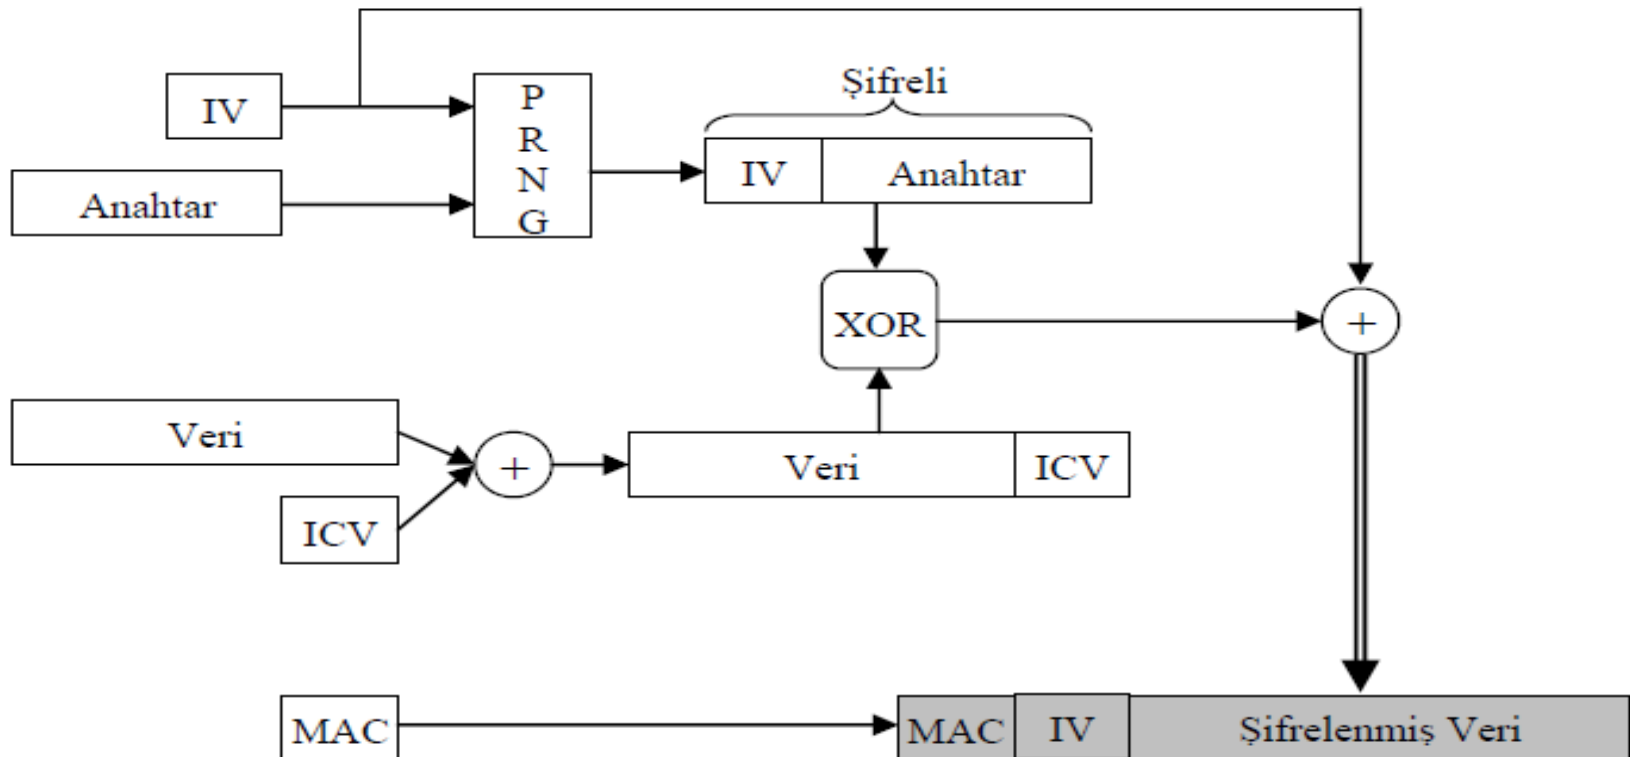 IV
Anahtar
P
R
N
G
Şifreli
IV Anahtar
XOR
+
Veri
ICV
+
Veri ICV
MAC
MAC IV Şifrelenmiş Veri